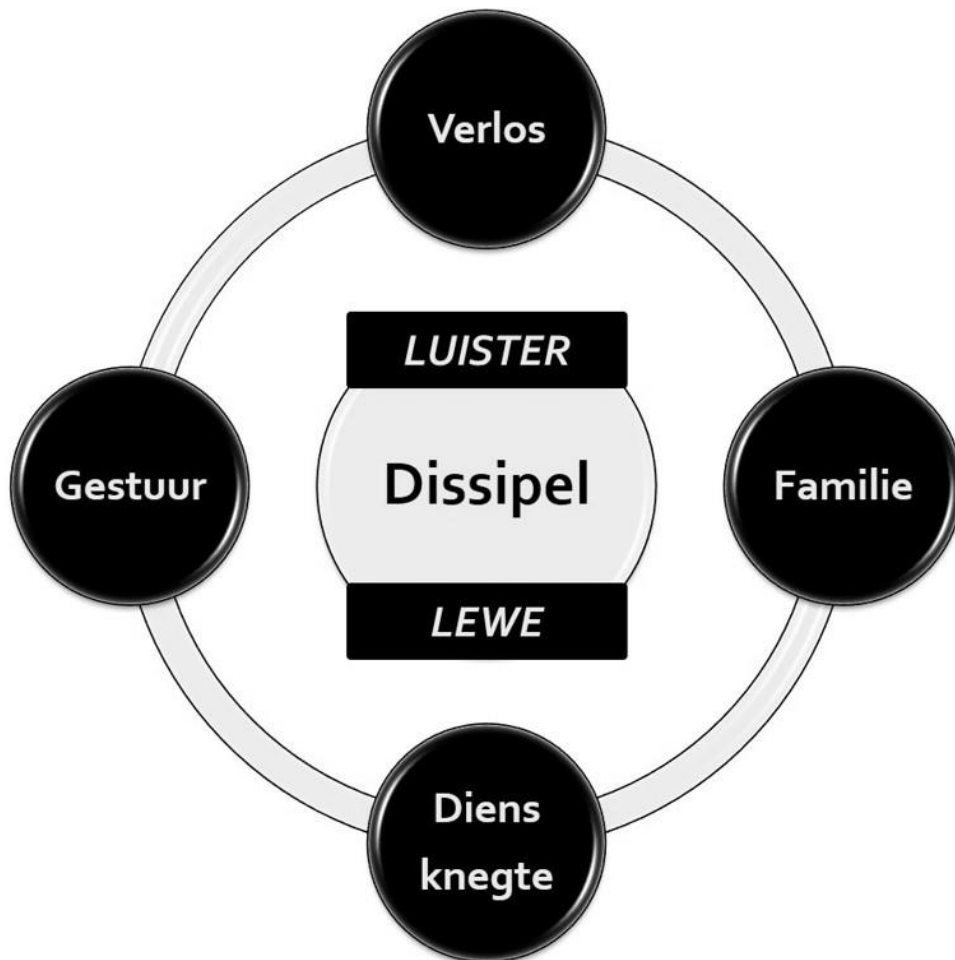 Verlos
LUISTER
Gestuur
Dissipel
Familie
LEWE
Diens
knegte